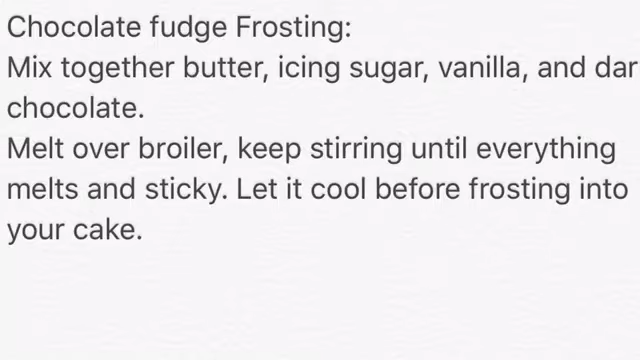 Chocolate fudge Frosting:
Mix together butter, icing sugar, vanilla, and dar
chocolate.
Melt over broiler, keep stirring until everything
melts and sticky. Let it cool before frosting into
your cake.